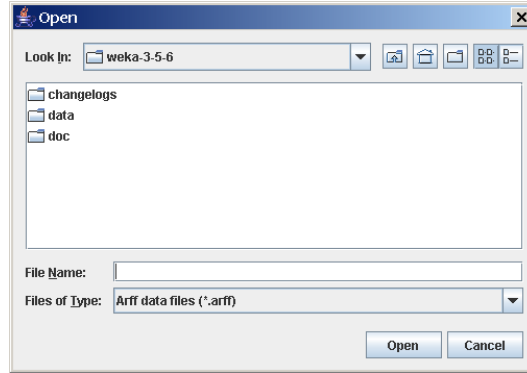 Open
Look In: weka-3-5-6
changelogs
data
doc
File Name:
Files of Type: Arff data files (*.arff)
Open Cancel